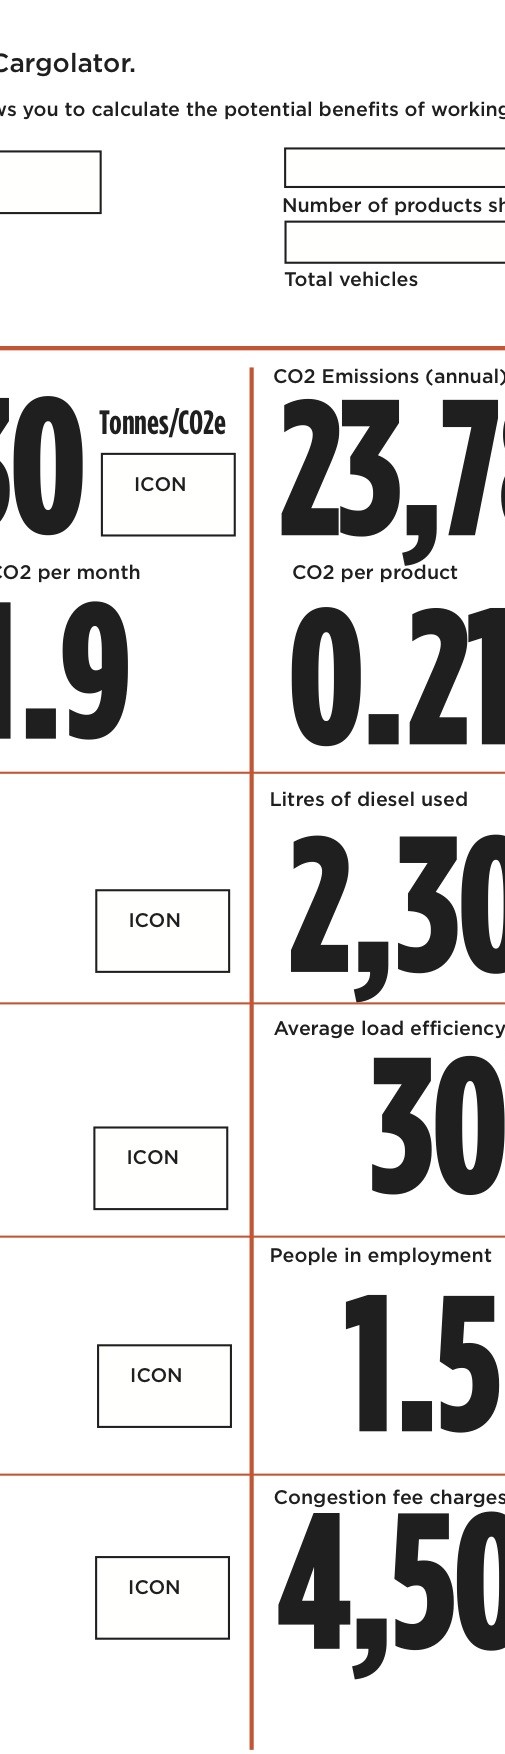 Cargolator.
ws you to calculate the potential benefits of working
Number of products sh
Total vehicles
30 Tonnes/CO2e
ICON
CO2 per month
1.9
ICON
ICON
ICON
ICON
CO2 Emissions (annual)
23,78
CO2 per product
0.21
Litres of diesel used
2,30
Average load efficiency
30
People in employment
1.5
Congestion fee charges
4,50